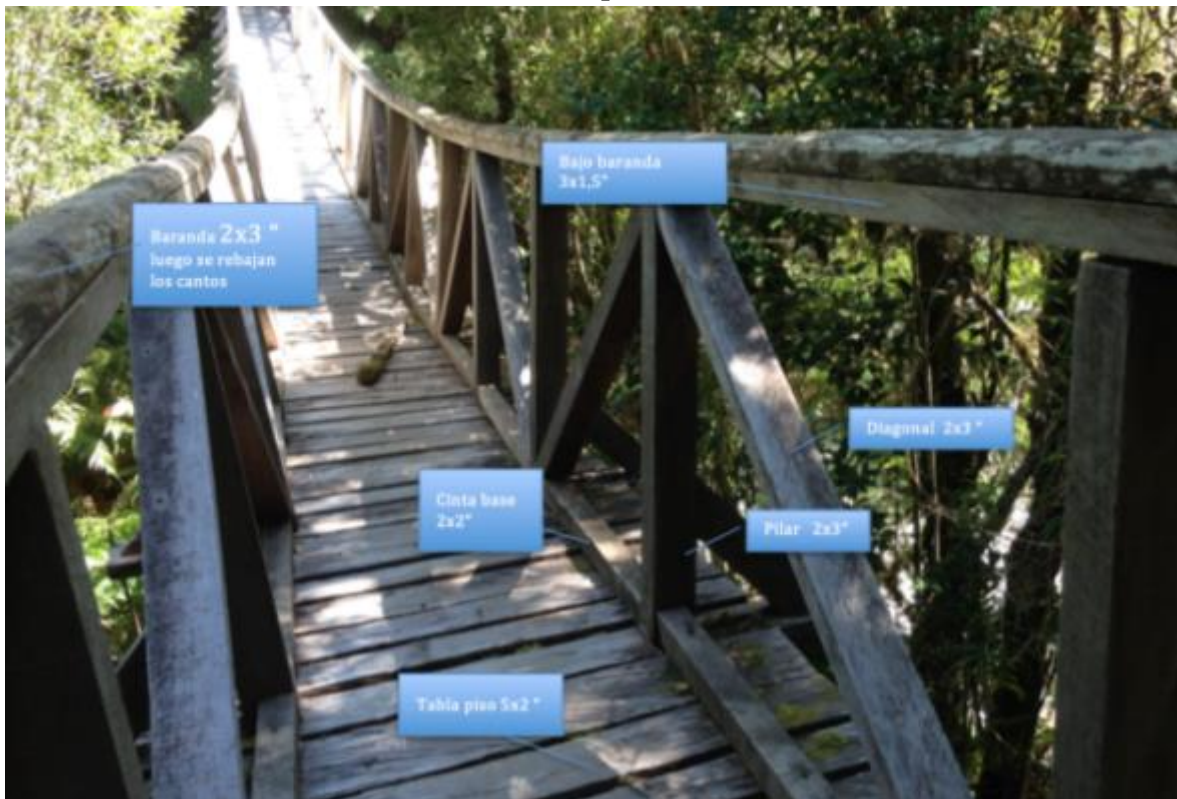 Bajo baranda
3x1,5"
Baranda 2x3 "
luego se rebajan
los cantos
Diagonal 2x3 "
Cinta base
2x2"
Pilar 2x3"
Tabla piso 5x2 "